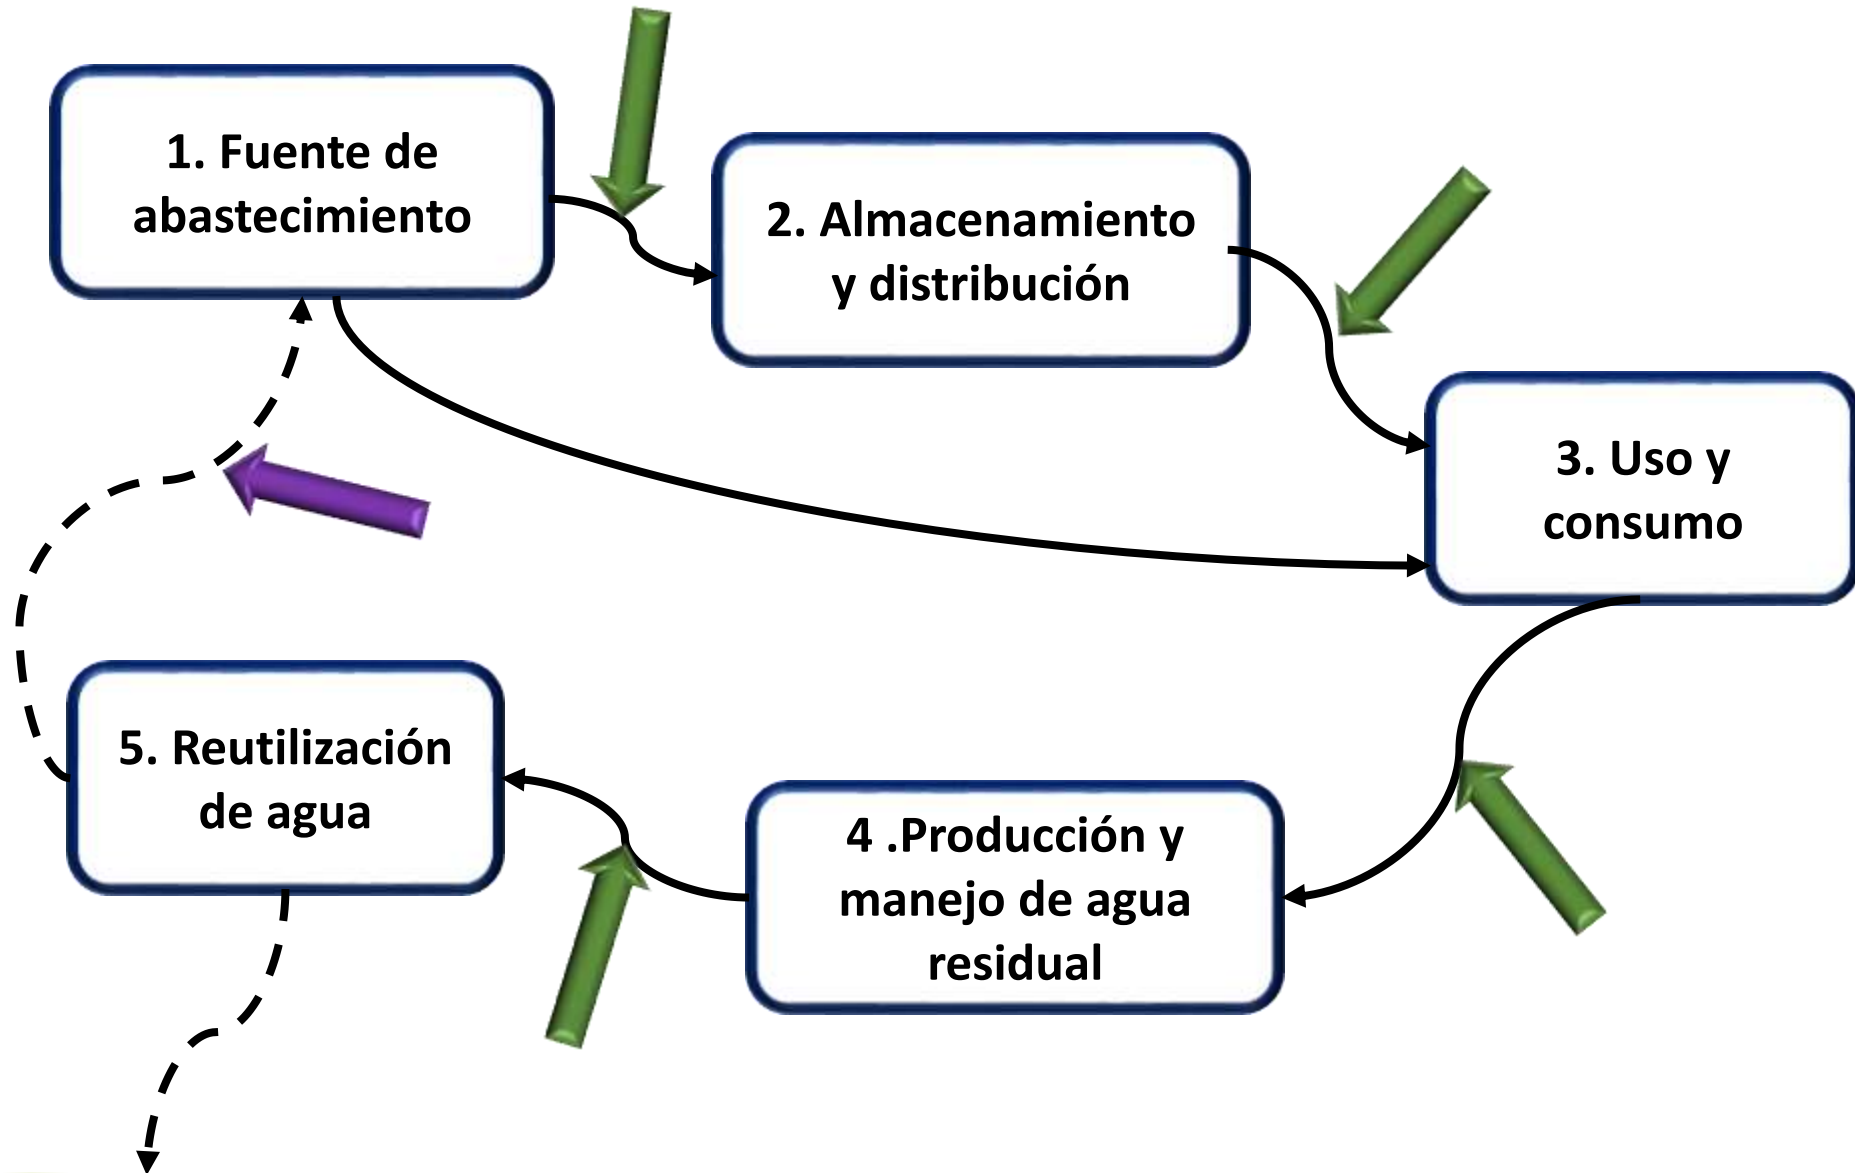 1. Fuente de
abastecimiento
2. Almacenamiento
y distribución
3. Uso y
consumo
4 .Producción y
manejo de agua
residual
5. Reutilización
de agua